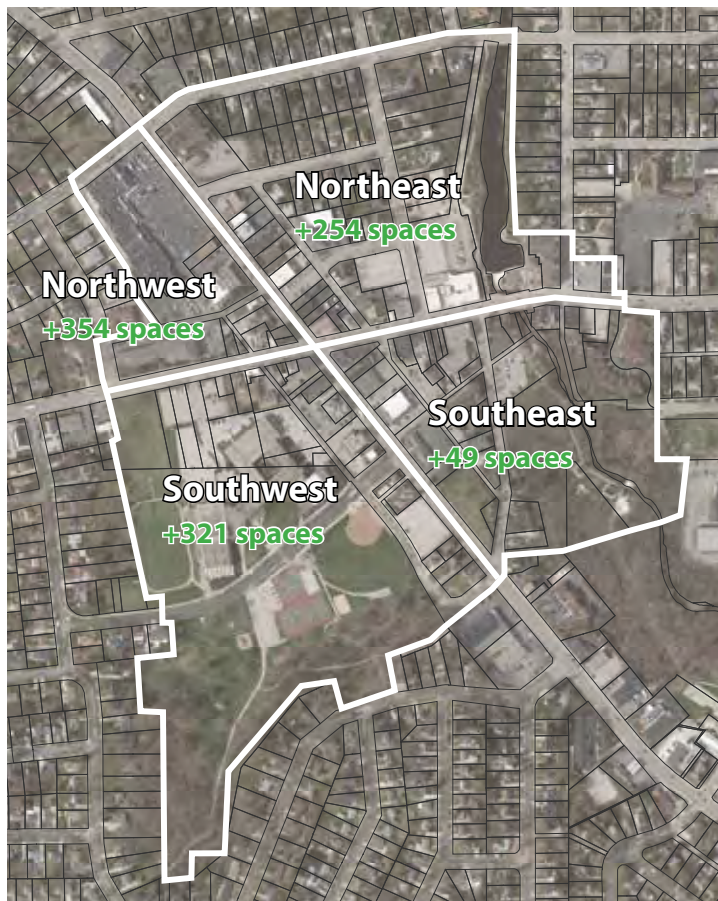 Northeast
+254 spaces
Northwest
+354 spaces
Southeast
+49 spaces
Southwest
+321 spaces